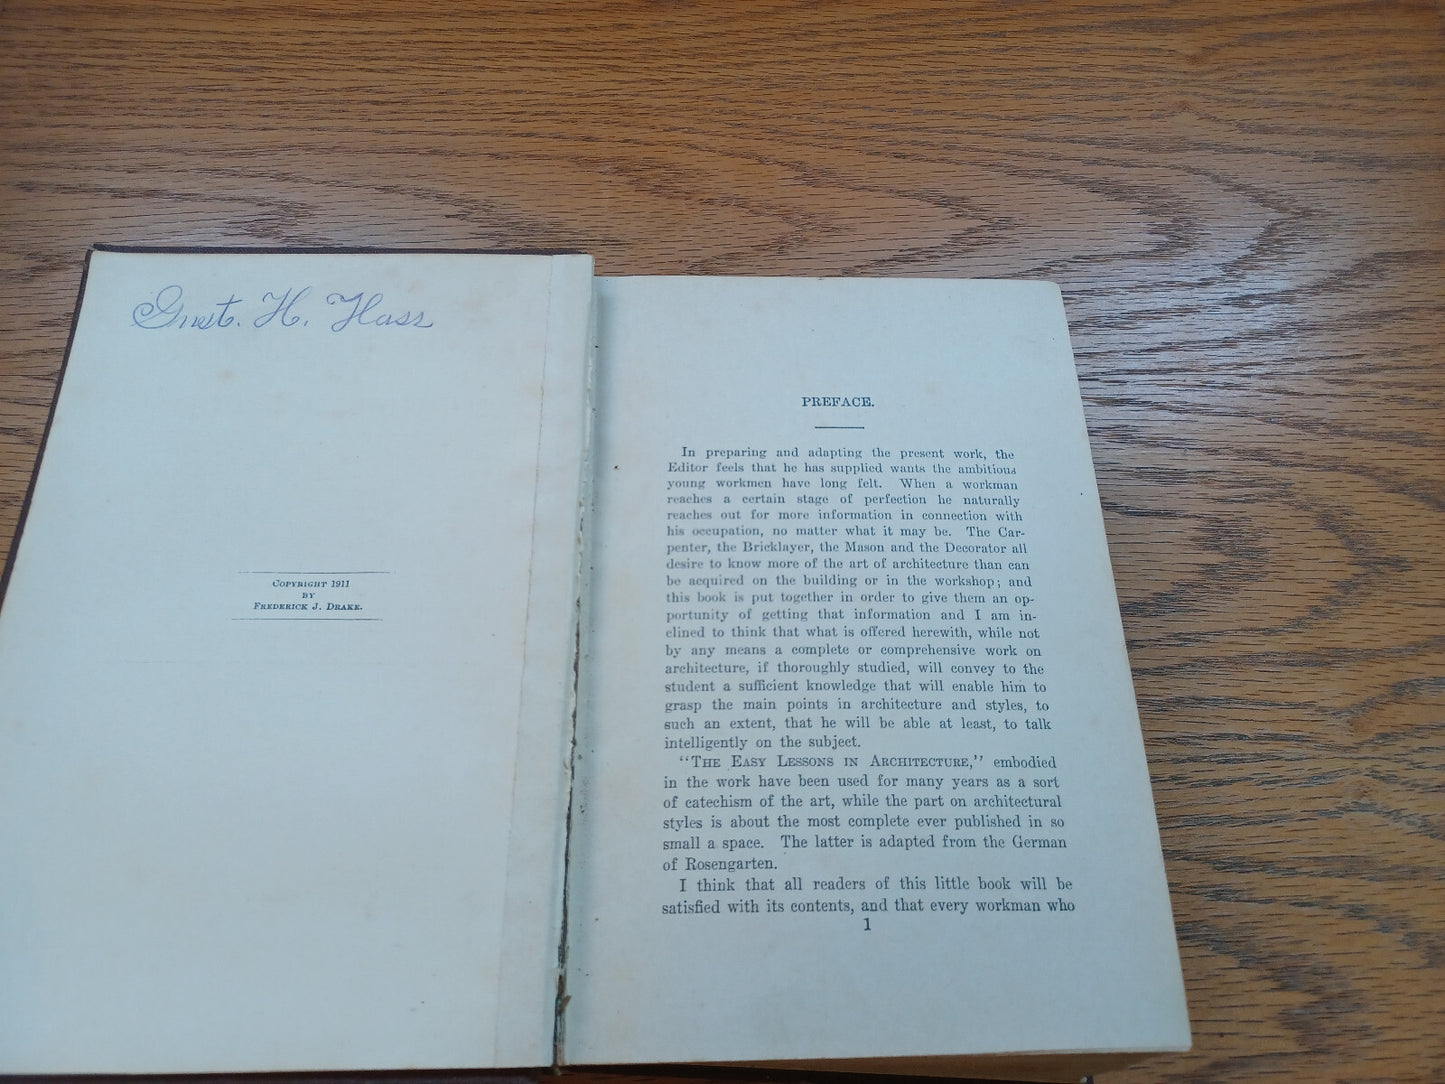 Gust. H. Hass
COPYRIGHT 1911
BY
FREDERICK J. DRAKE.
PREFACE.
In preparing and adapting the present work, the
Editor feels that he has supplied wants the ambitious
young workmen have long felt. When a workman
reaches a certain stage of perfection he naturally
reaches out for more information in connection with
his occupation, no matter what it may be. The Car-
penter, the Bricklayer, the Mason and the Decorator all
desire to know more of the art of architecture than can
be acquired on the building or in the workshop; and
this book is put together in order to give them an op-
portunity of getting that information and I am in-
clined to think that what is offered herewith, while not
by any means a complete or comprehensive work on
architecture, if thoroughly studied, will convey to the
student a sufficient knowledge that will enable him to
grasp the main points in architecture and styles, to
such an extent, that he will be able at least, to talk
intelligently on the subject.
"THE EASY LESSONS IN ARCHITECTURE," embodied
in the work have been used for many years as a sort
of catechism of the art, while the part on architectural
styles is about the most complete ever published in so
small a space. The latter is adapted from the German
of Rosengarten.
I think that all readers of this little book will be
satisfied with its contents, and that every workman who
1